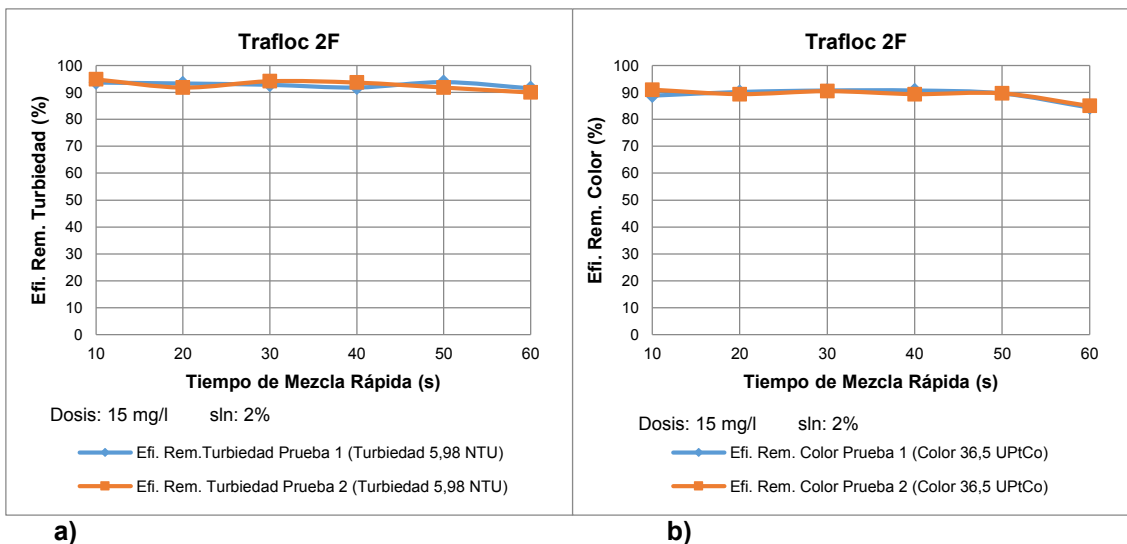 Trafloc 2F
Efi. Rem. Turbiedad (%)
100
90
80
70
60
50
40
30
20
10
0
10 20 30 40 50 60
Tiempo de Mezcla Rápida (s)
Dosis: 15 mg/l sln: 2%
Efi. Rem.Turbiedad Prueba 1 (Turbiedad 5,98 NTU)
Efi. Rem. Turbiedad Prueba 2 (Turbiedad 5,98 NTU)
a)
Trafloc 2F
Efi. Rem. Color (%)
100
90
80
70
60
50
40
30
20
10
0
10 20 30 40 50 60
Tiempo de Mezcla Rápida (s)
Dosis: 15 mg/l sln: 2%
Efi. Rem. Color Prueba 1 (Color 36,5 UPtCo)
Efi. Rem. Color Prueba 2 (Color 36,5 UPtCo)
b)